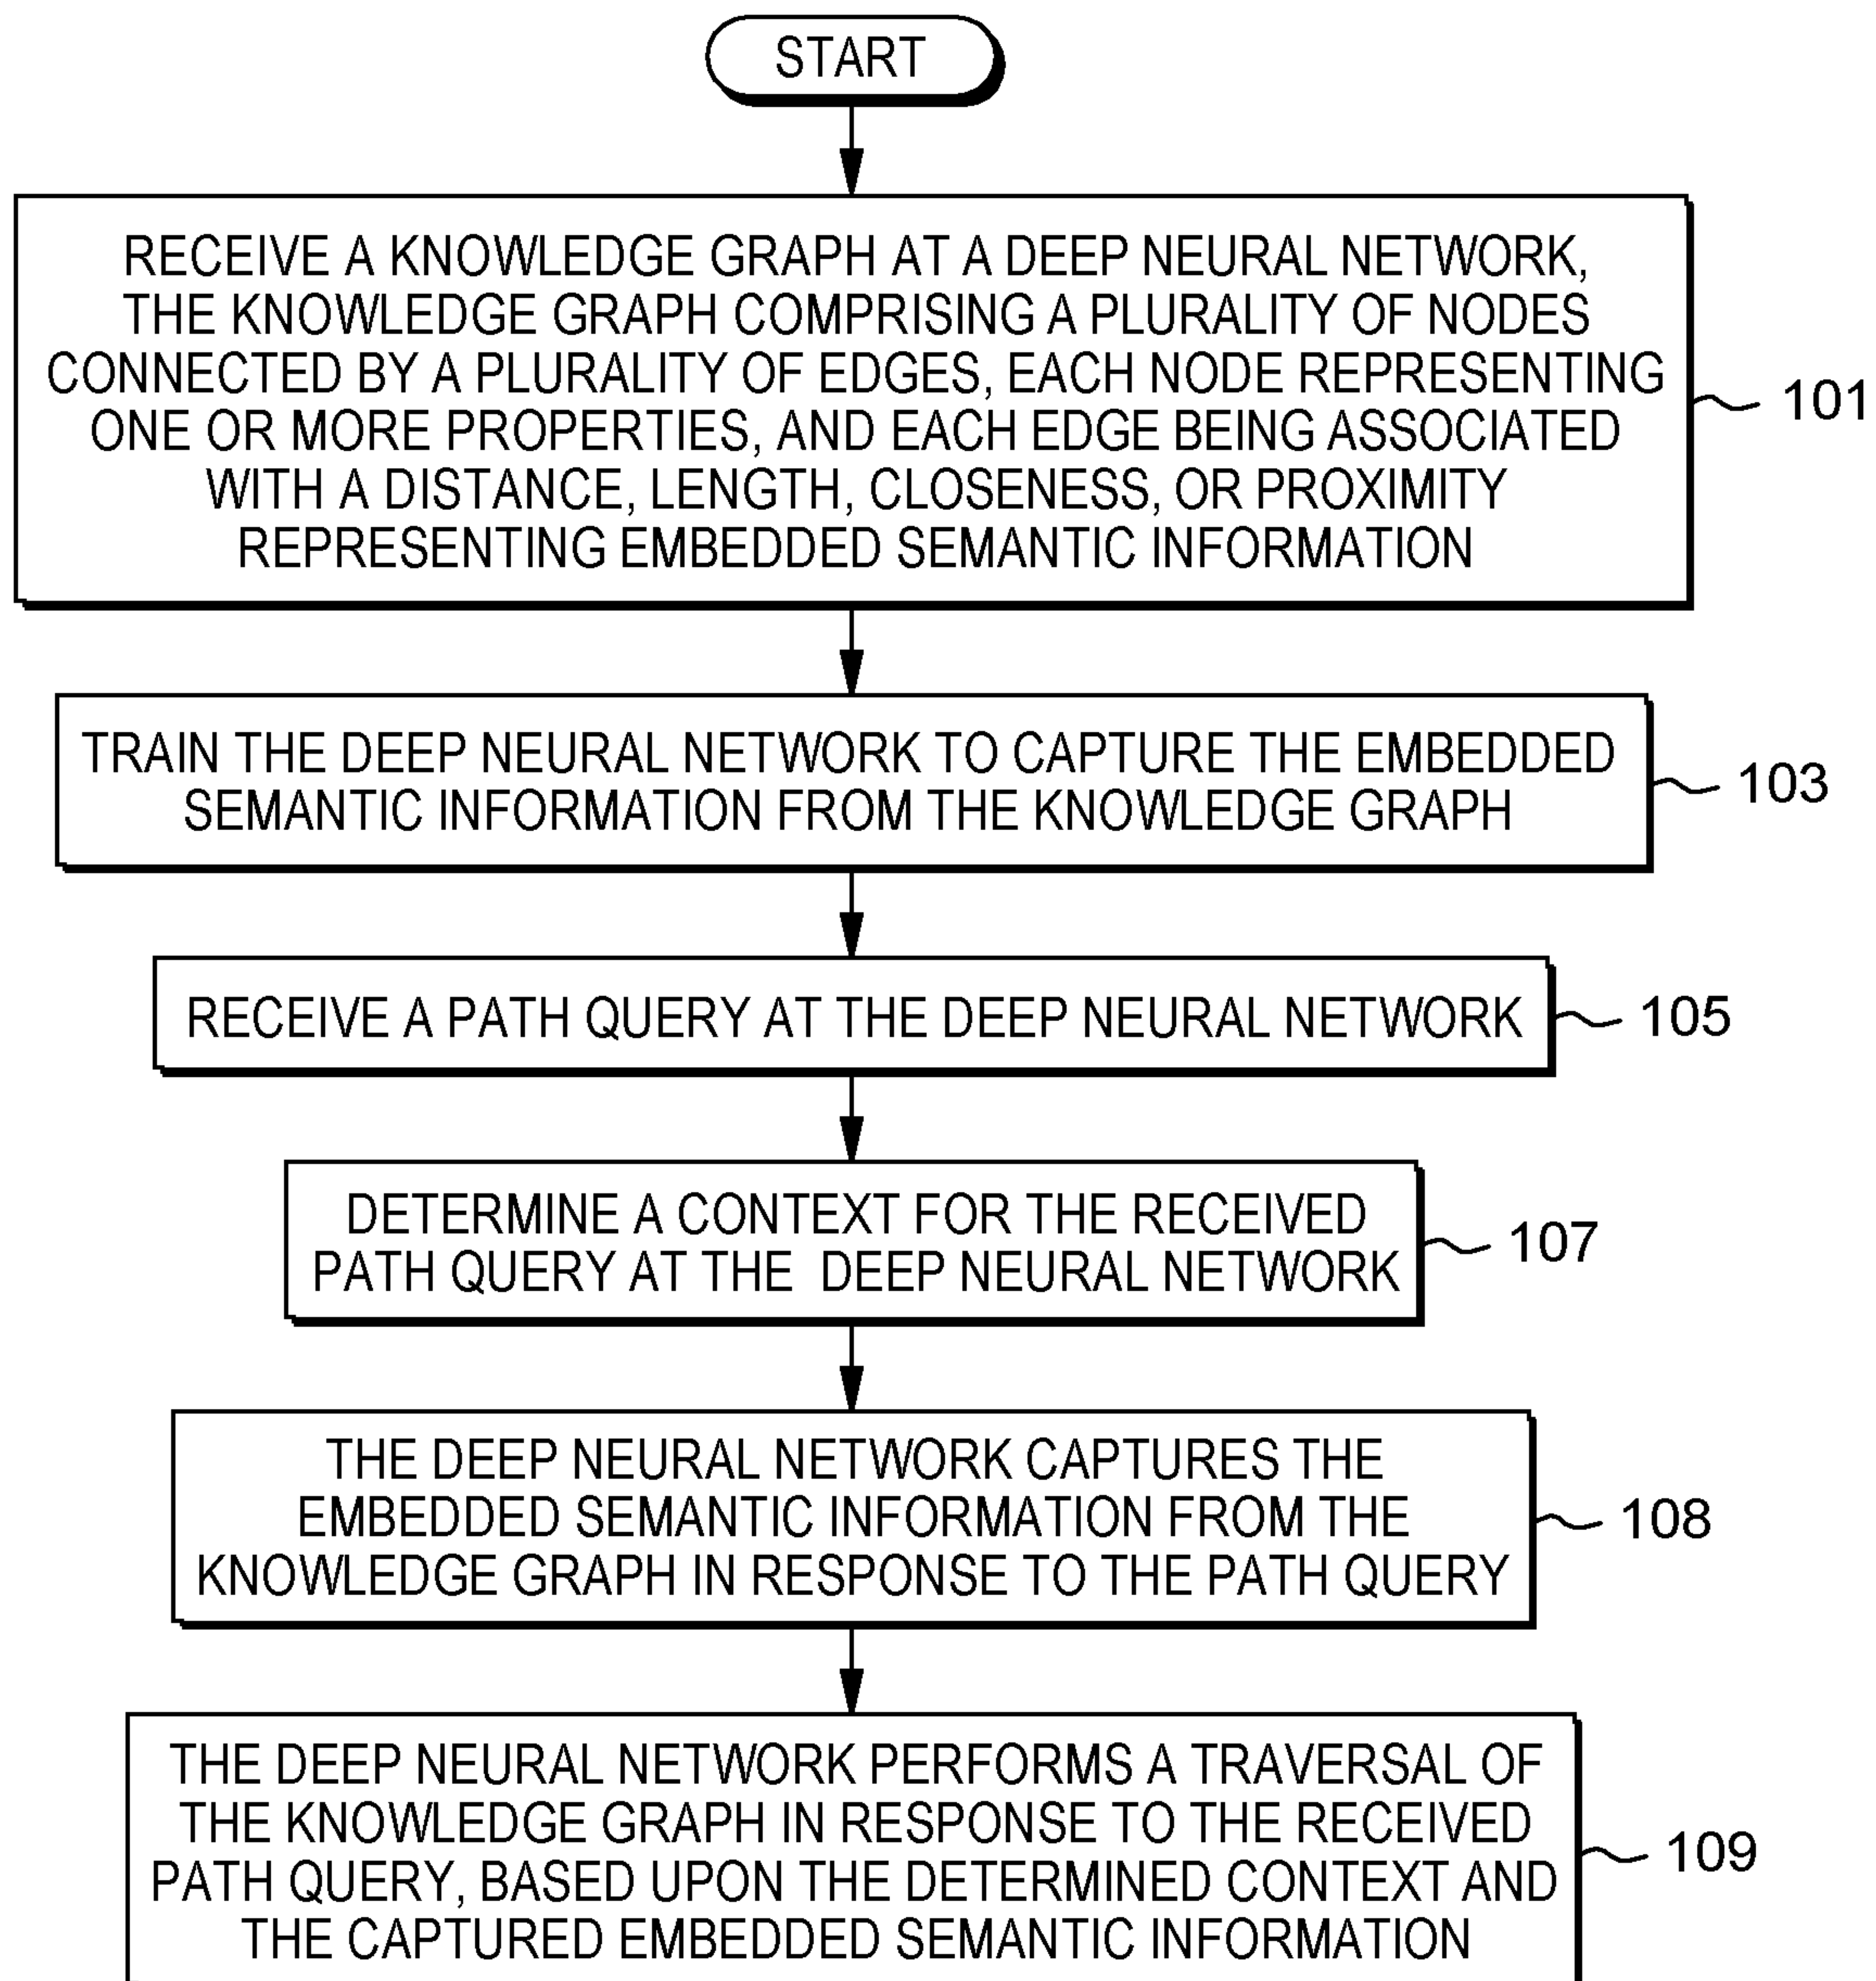 START
RECEIVE A KNOWLEDGE GRAPH AT A DEEP NEURAL NETWORK,
THE KNOWLEDGE GRAPH COMPRISING A PLURALITY OF NODES
CONNECTED BY A PLURALITY OF EDGES, EACH NODE REPRESENTING
ONE OR MORE PROPERTIES, AND EACH EDGE BEING ASSOCIATED
WITH A DISTANCE, LENGTH, CLOSENESS, OR PROXIMITY
REPRESENTING EMBEDDED SEMANTIC INFORMATION
101
TRAIN THE DEEP NEURAL NETWORK TO CAPTURE THE EMBEDDED
SEMANTIC INFORMATION FROM THE KNOWLEDGE GRAPH
103
RECEIVE A PATH QUERY AT THE DEEP NEURAL NETWORK
105
DETERMINE A CONTEXT FOR THE RECEIVED
PATH QUERY AT THE DEEP NEURAL NETWORK
107
THE DEEP NEURAL NETWORK CAPTURES THE
EMBEDDED SEMANTIC INFORMATION FROM THE
KNOWLEDGE GRAPH IN RESPONSE TO THE PATH QUERY
108
THE DEEP NEURAL NETWORK PERFORMS A TRAVERSAL OF
THE KNOWLEDGE GRAPH IN RESPONSE TO THE RECEIVED
PATH QUERY, BASED UPON THE DETERMINED CONTEXT AND
THE CAPTURED EMBEDDED SEMANTIC INFORMATION
109